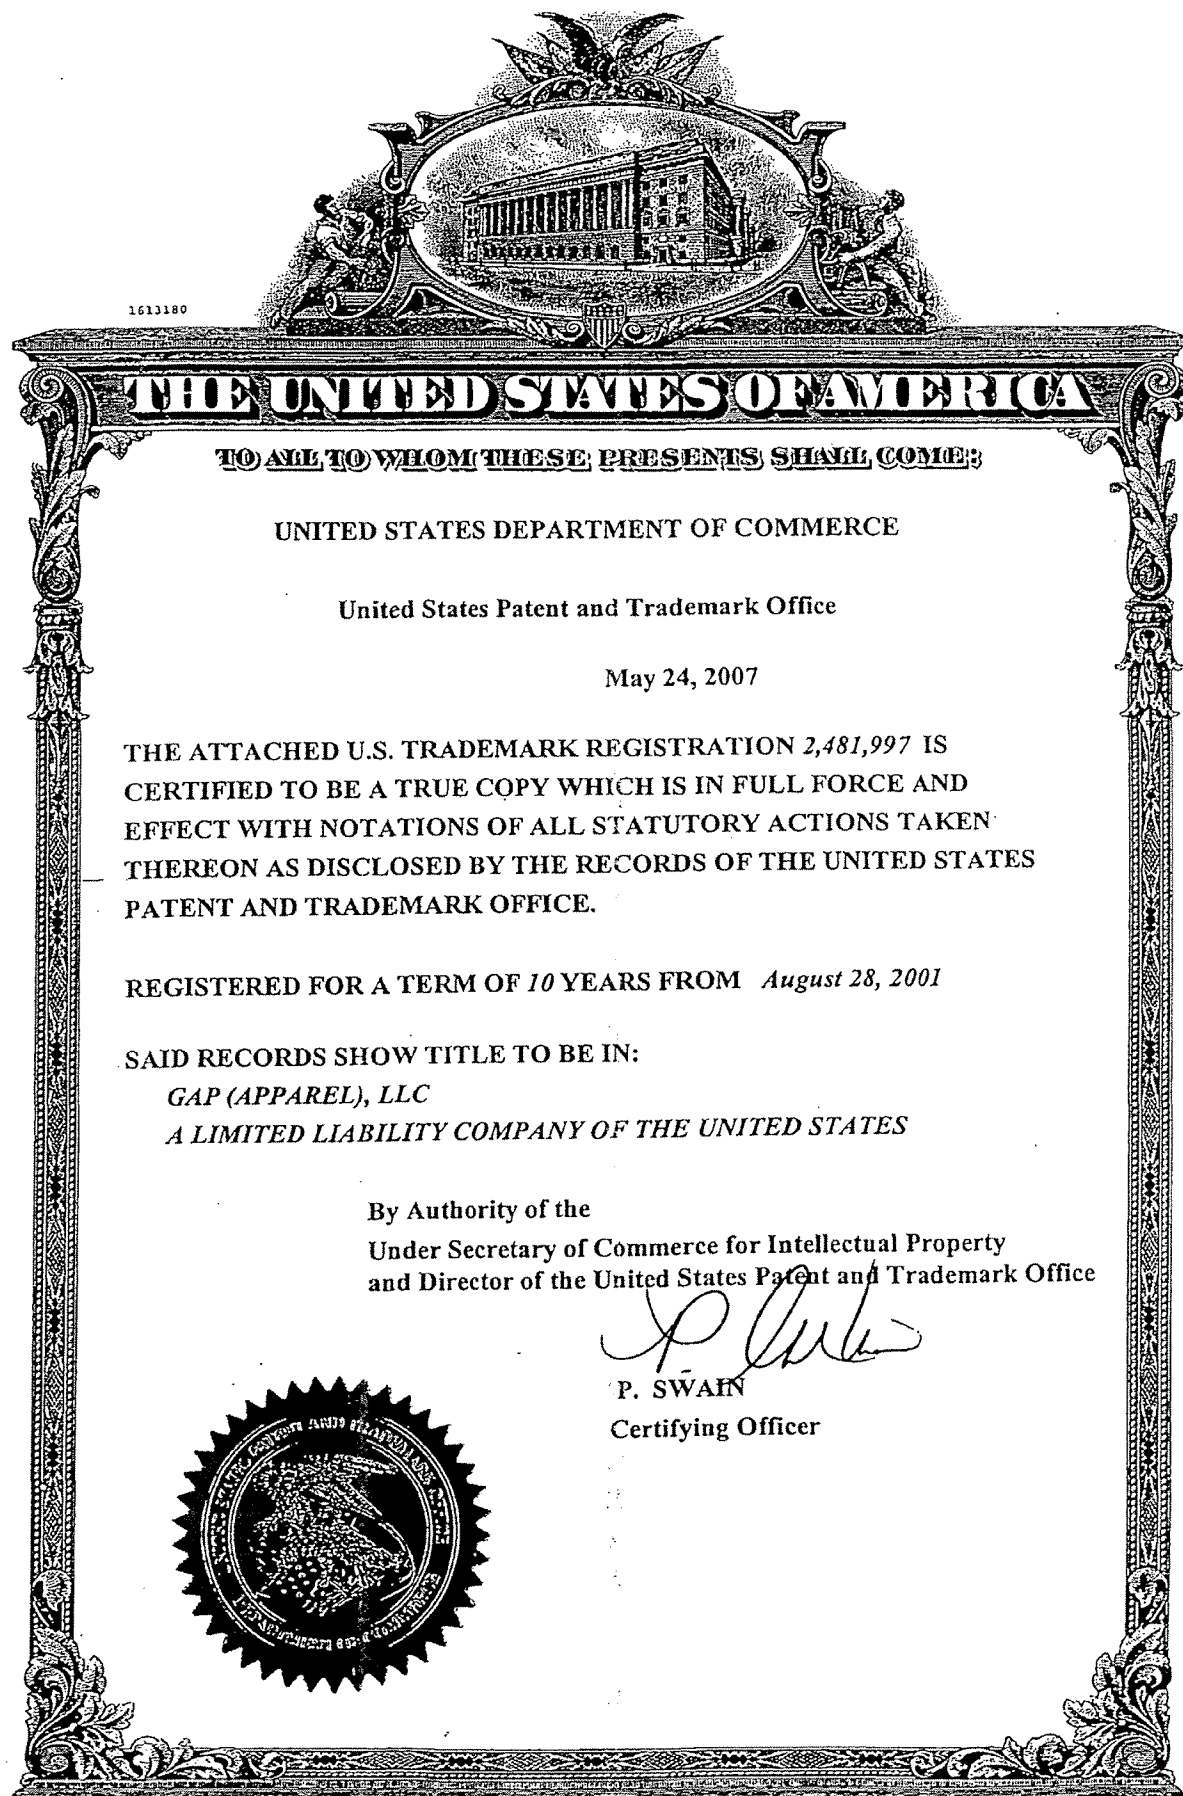 1613180
THE UNITED STATES OF AMERICA
TO ALL TO WHOM THESE PRESENTS SHALL COME:
UNITED STATES DEPARTMENT OF COMMERCE
United States Patent and Trademark Office
May 24, 2007
THE ATTACHED U.S. TRADEMARK REGISTRATION 2,481,997 IS
CERTIFIED TO BE A TRUE COPY WHICH IS IN FULL FORCE AND
EFFECT WITH NOTATIONS OF ALL STATUTORY ACTIONS TAKEN
THEREON AS DISCLOSED BY THE RECORDS OF THE UNITED STATES
PATENT AND TRADEMARK OFFICE.
REGISTERED FOR A TERM OF 10 YEARS FROM August 28, 2001
SAID RECORDS SHOW TITLE TO BE IN:
GAP (APPAREL), LLC
A LIMITED LIABILITY COMPANY OF THE UNITED STATES
By Authority of the
Under Secretary of Commerce for Intellectual Property
and Director of the United States Patent and Trademark Office
P. SWAIN
Certifying Officer